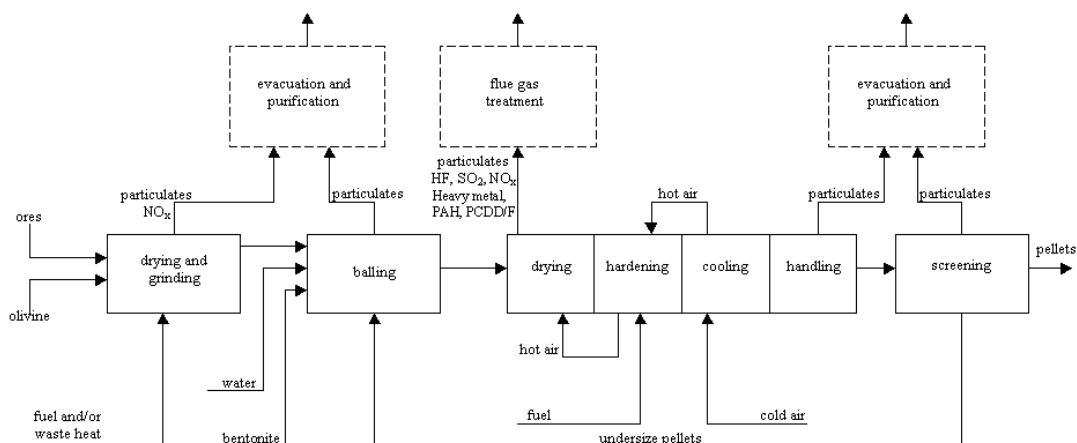 evacuation and
purification
flue gas
treatment
evacuation and
purification
particulates
NOx
particulates
particulates
HF, SO2, NOx
Heavy metal,
PAH, PCDD/F
hot air
particulates
particulates
ores
olivine
drying and
grinding
balling
drying
hardening
cooling
handling
screening
pellets
hot air
water
fuel and/or
waste heat
bentonite
fuel
cold air
undersize pellets